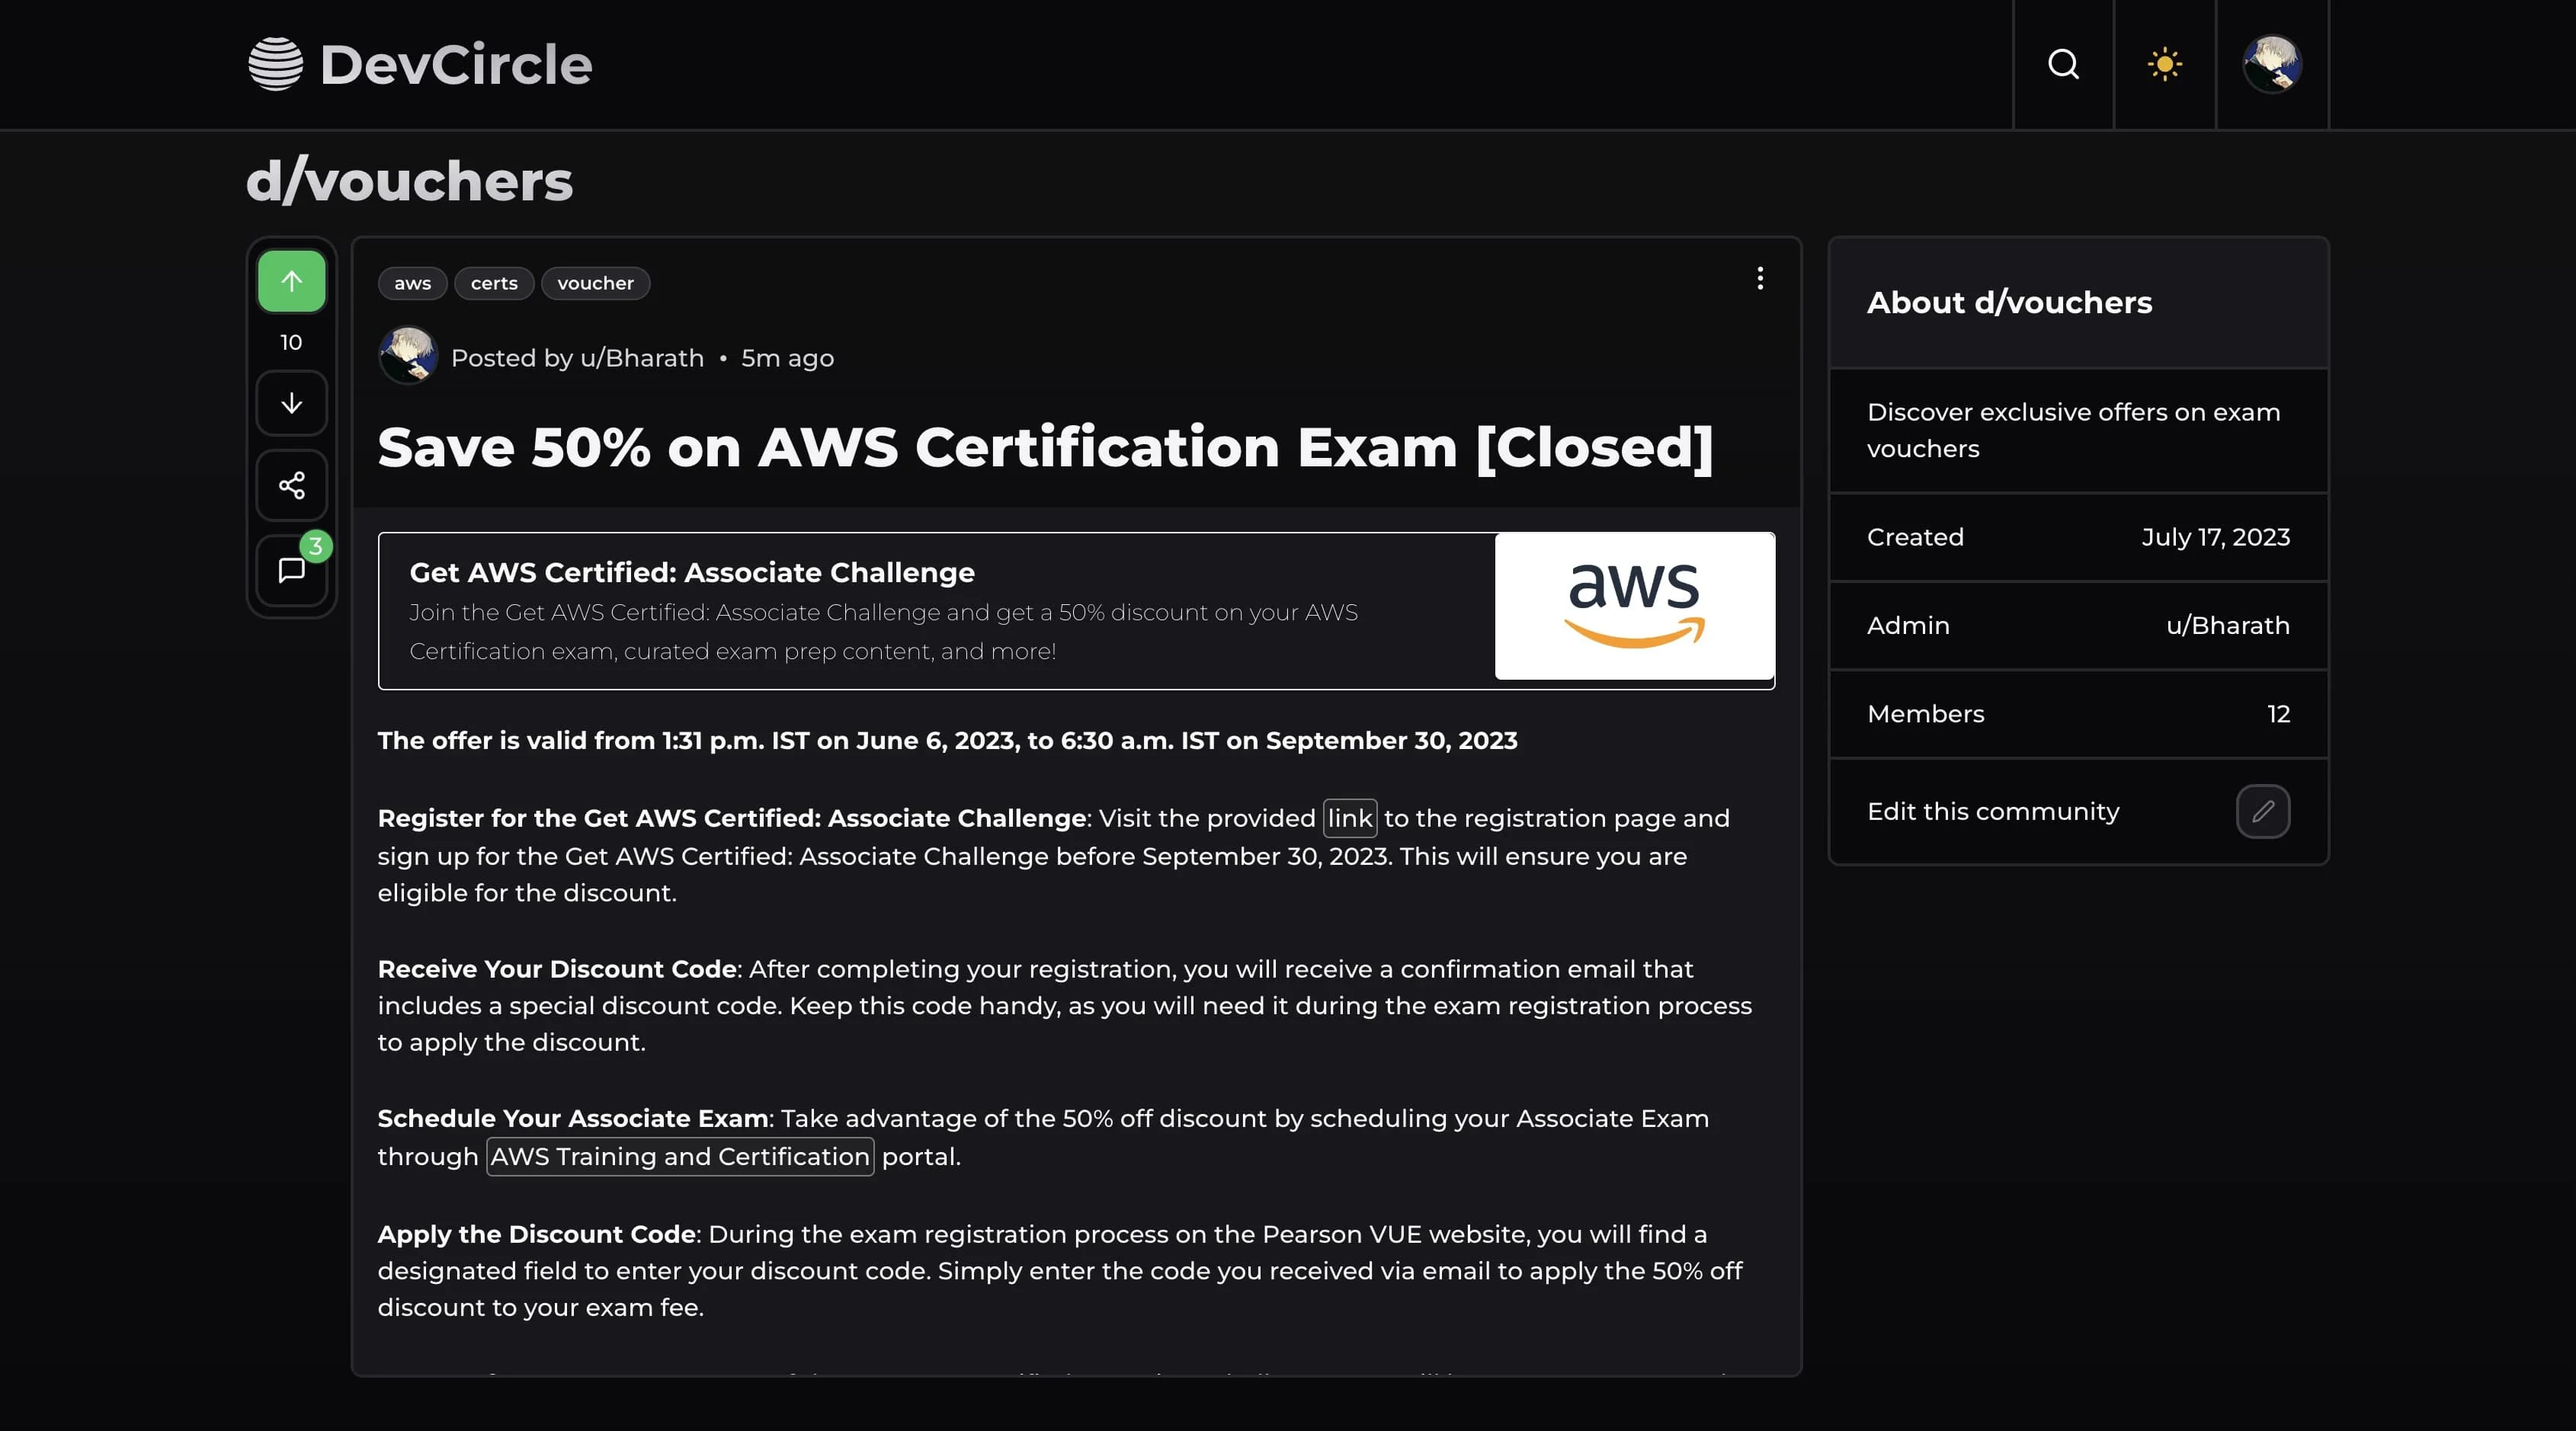 DevCircle
d/vouchers
10
3
aws certs voucher
Posted by u/Bharath • 5m ago
Save 50% on AWS Certification Exam [Closed]
Get AWS Certified: Associate Challenge
Join the Get AWS Certified: Associate Challenge and get a 50% discount on your AWS
Certification exam, curated exam prep content, and more!
aws
The offer is valid from 1:31 p.m. IST on June 6, 2023, to 6:30 a.m. IST on September 30, 2023
Register for the Get AWS Certified: Associate Challenge: Visit the provided link to the registration page and
sign up for the Get AWS Certified: Associate Challenge before September 30, 2023. This will ensure you are
eligible for the discount.
Receive Your Discount Code: After completing your registration, you will receive a confirmation email that
includes a special discount code. Keep this code handy, as you will need it during the exam registration process
to apply the discount.
Schedule Your Associate Exam: Take advantage of the 50% off discount by scheduling your Associate Exam
through AWS Training and Certification portal.
Apply the Discount Code: During the exam registration process on the Pearson VUE website, you will find a
designated field to enter your discount code. Simply enter the code you received via email to apply the 50% off
discount to your exam fee.
About d/vouchers
Discover exclusive offers on exam
vouchers
Created July 17, 2023
Admin u/Bharath
Members 12
Edit this community